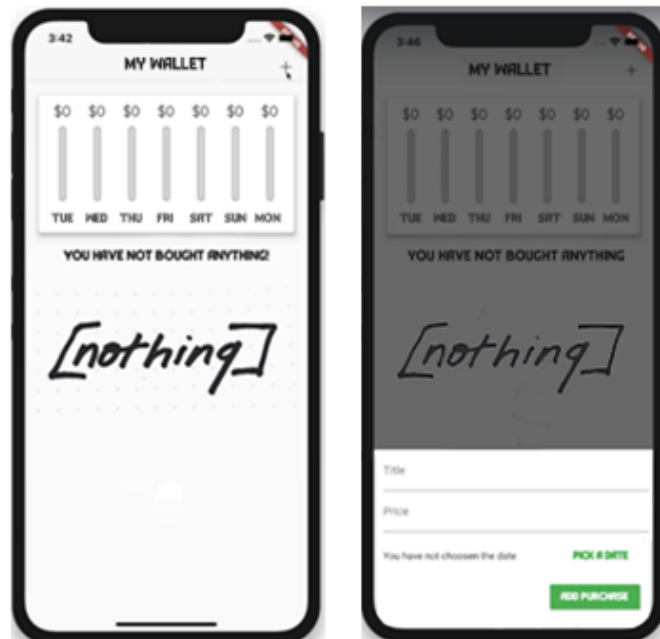 3:42
MY WALLET
+
$0 $0 $0 $0 $0 $0 $0
TUE WED THU FRI SAT SUN MON
YOU HAVE NOT BOUGHT ANYTHING!
[nothing]
3:46
MY WALLET
+
$0 $0 $0 $0 $0 $0 $0
TUE WED THU FRI SAT SUN MON
YOU HAVE NOT BOUGHT ANYTHING
[nothing]
Title
Price
You have not choosen the date PICK A DATE
ADD PURCHASE